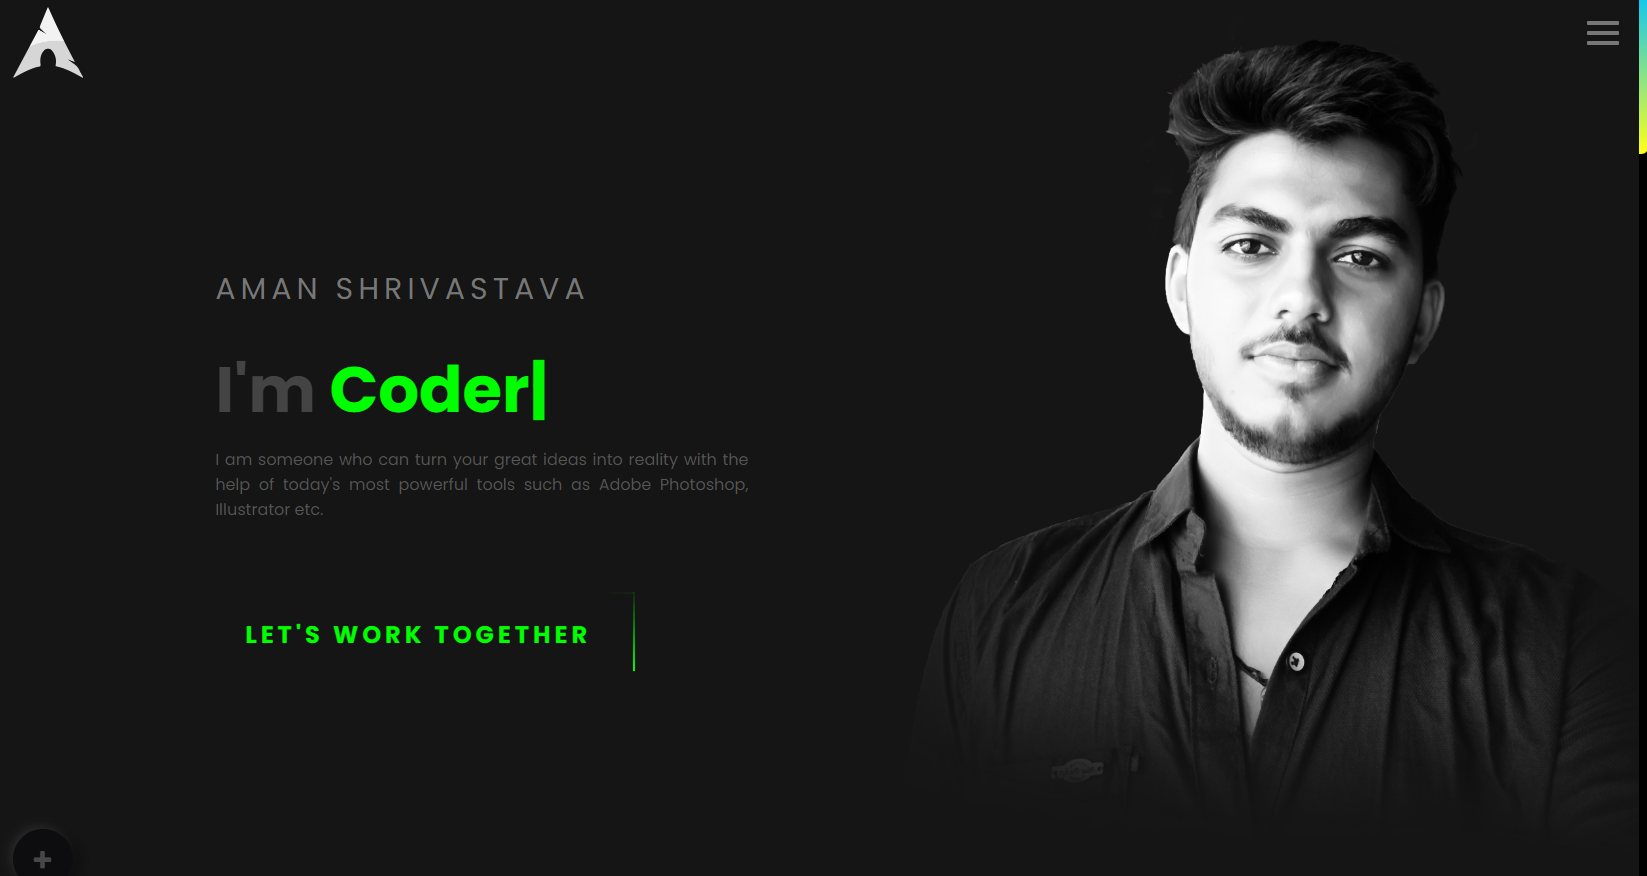 AMAN SHRIVASTAVA
I'm Coder|
I am someone who can turn your great ideas into reality with the
help of today's most powerful tools such as Adobe Photoshop,
Illustrator etc.
LET'S WORK TOGETHER